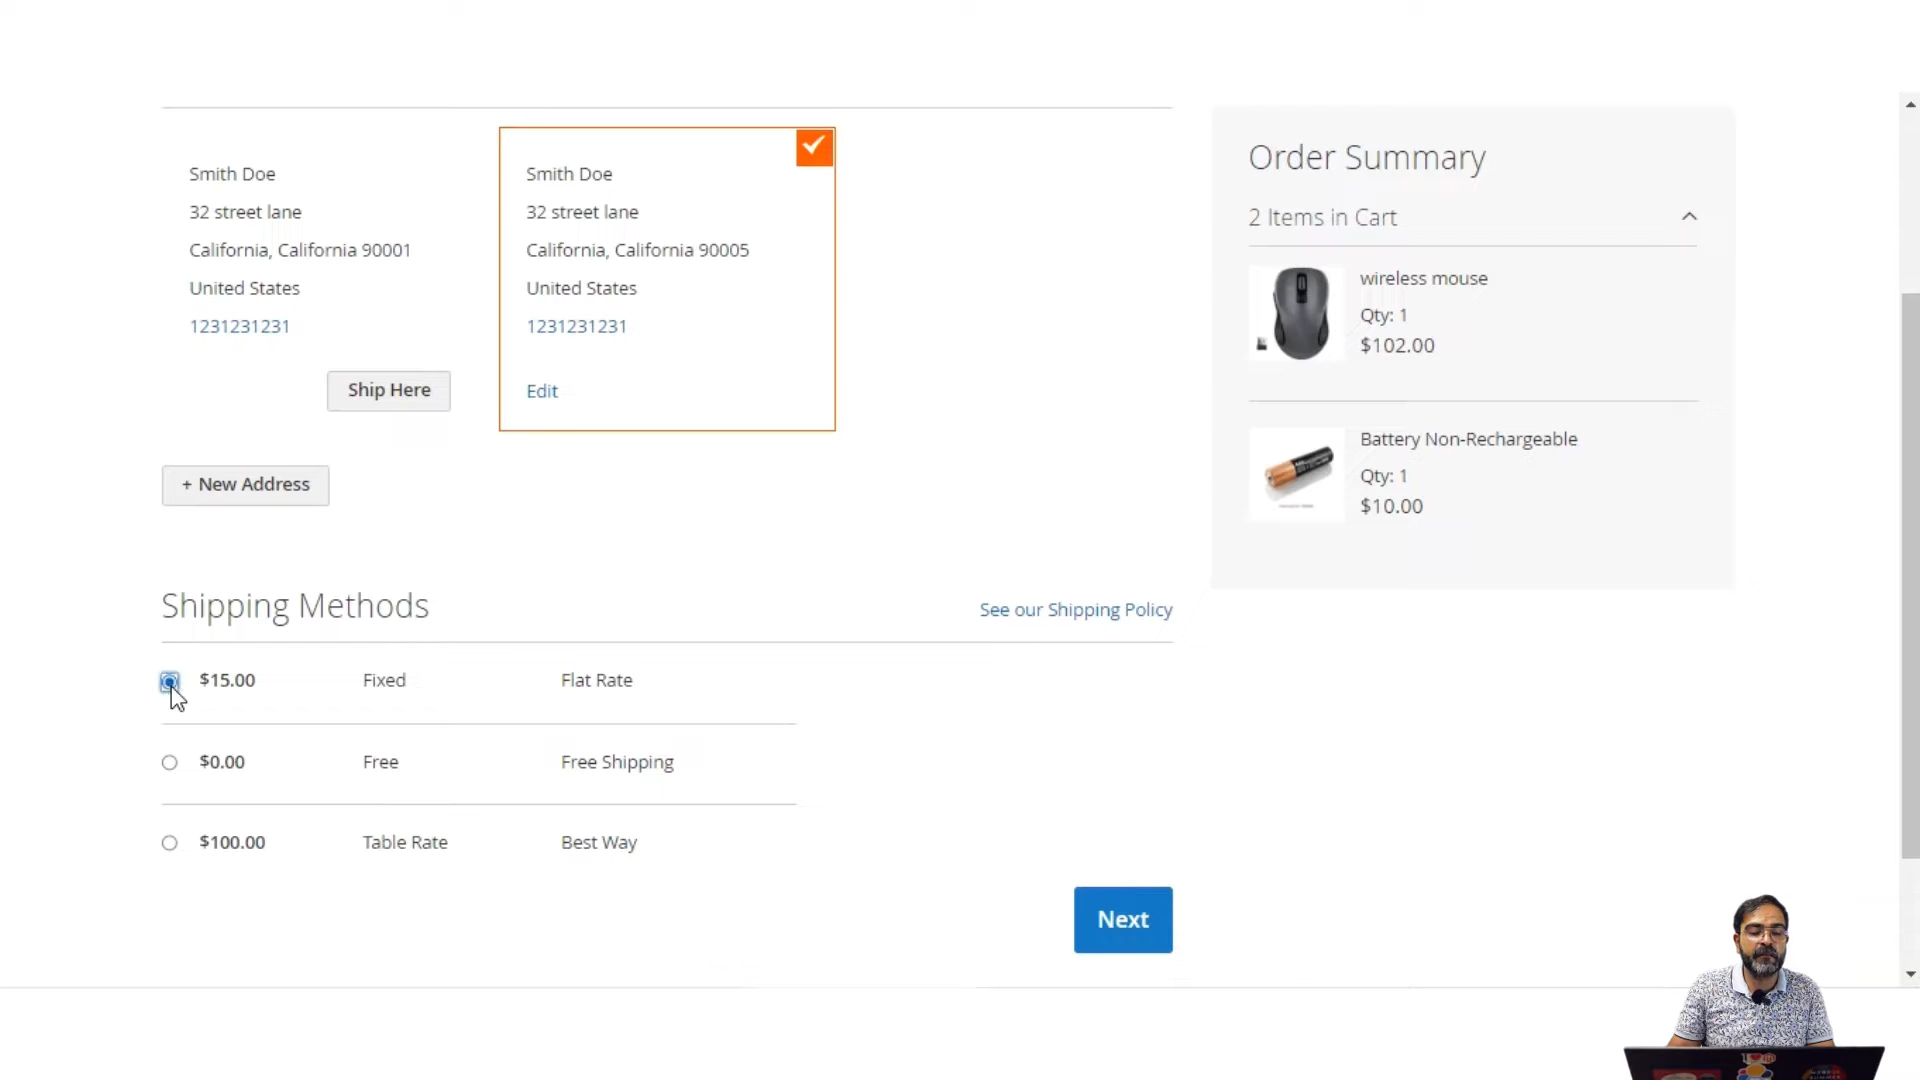 Smith Doe
32 street lane
California, California 90001
United States
1231231231
Ship Here
Smith Doe
32 street lane
California, California 90005
United States
1231231231
Edit
+ New Address
Shipping Methods
See our Shipping Policy
$15.00 Fixed Flat Rate
$0.00 Free Free Shipping
$100.00 Table Rate Best Way
Next
Order Summary
2 Items in Cart
wireless mouse
Qty: 1
$102.00
Battery Non-Rechargeable
Qty: 1
$10.00